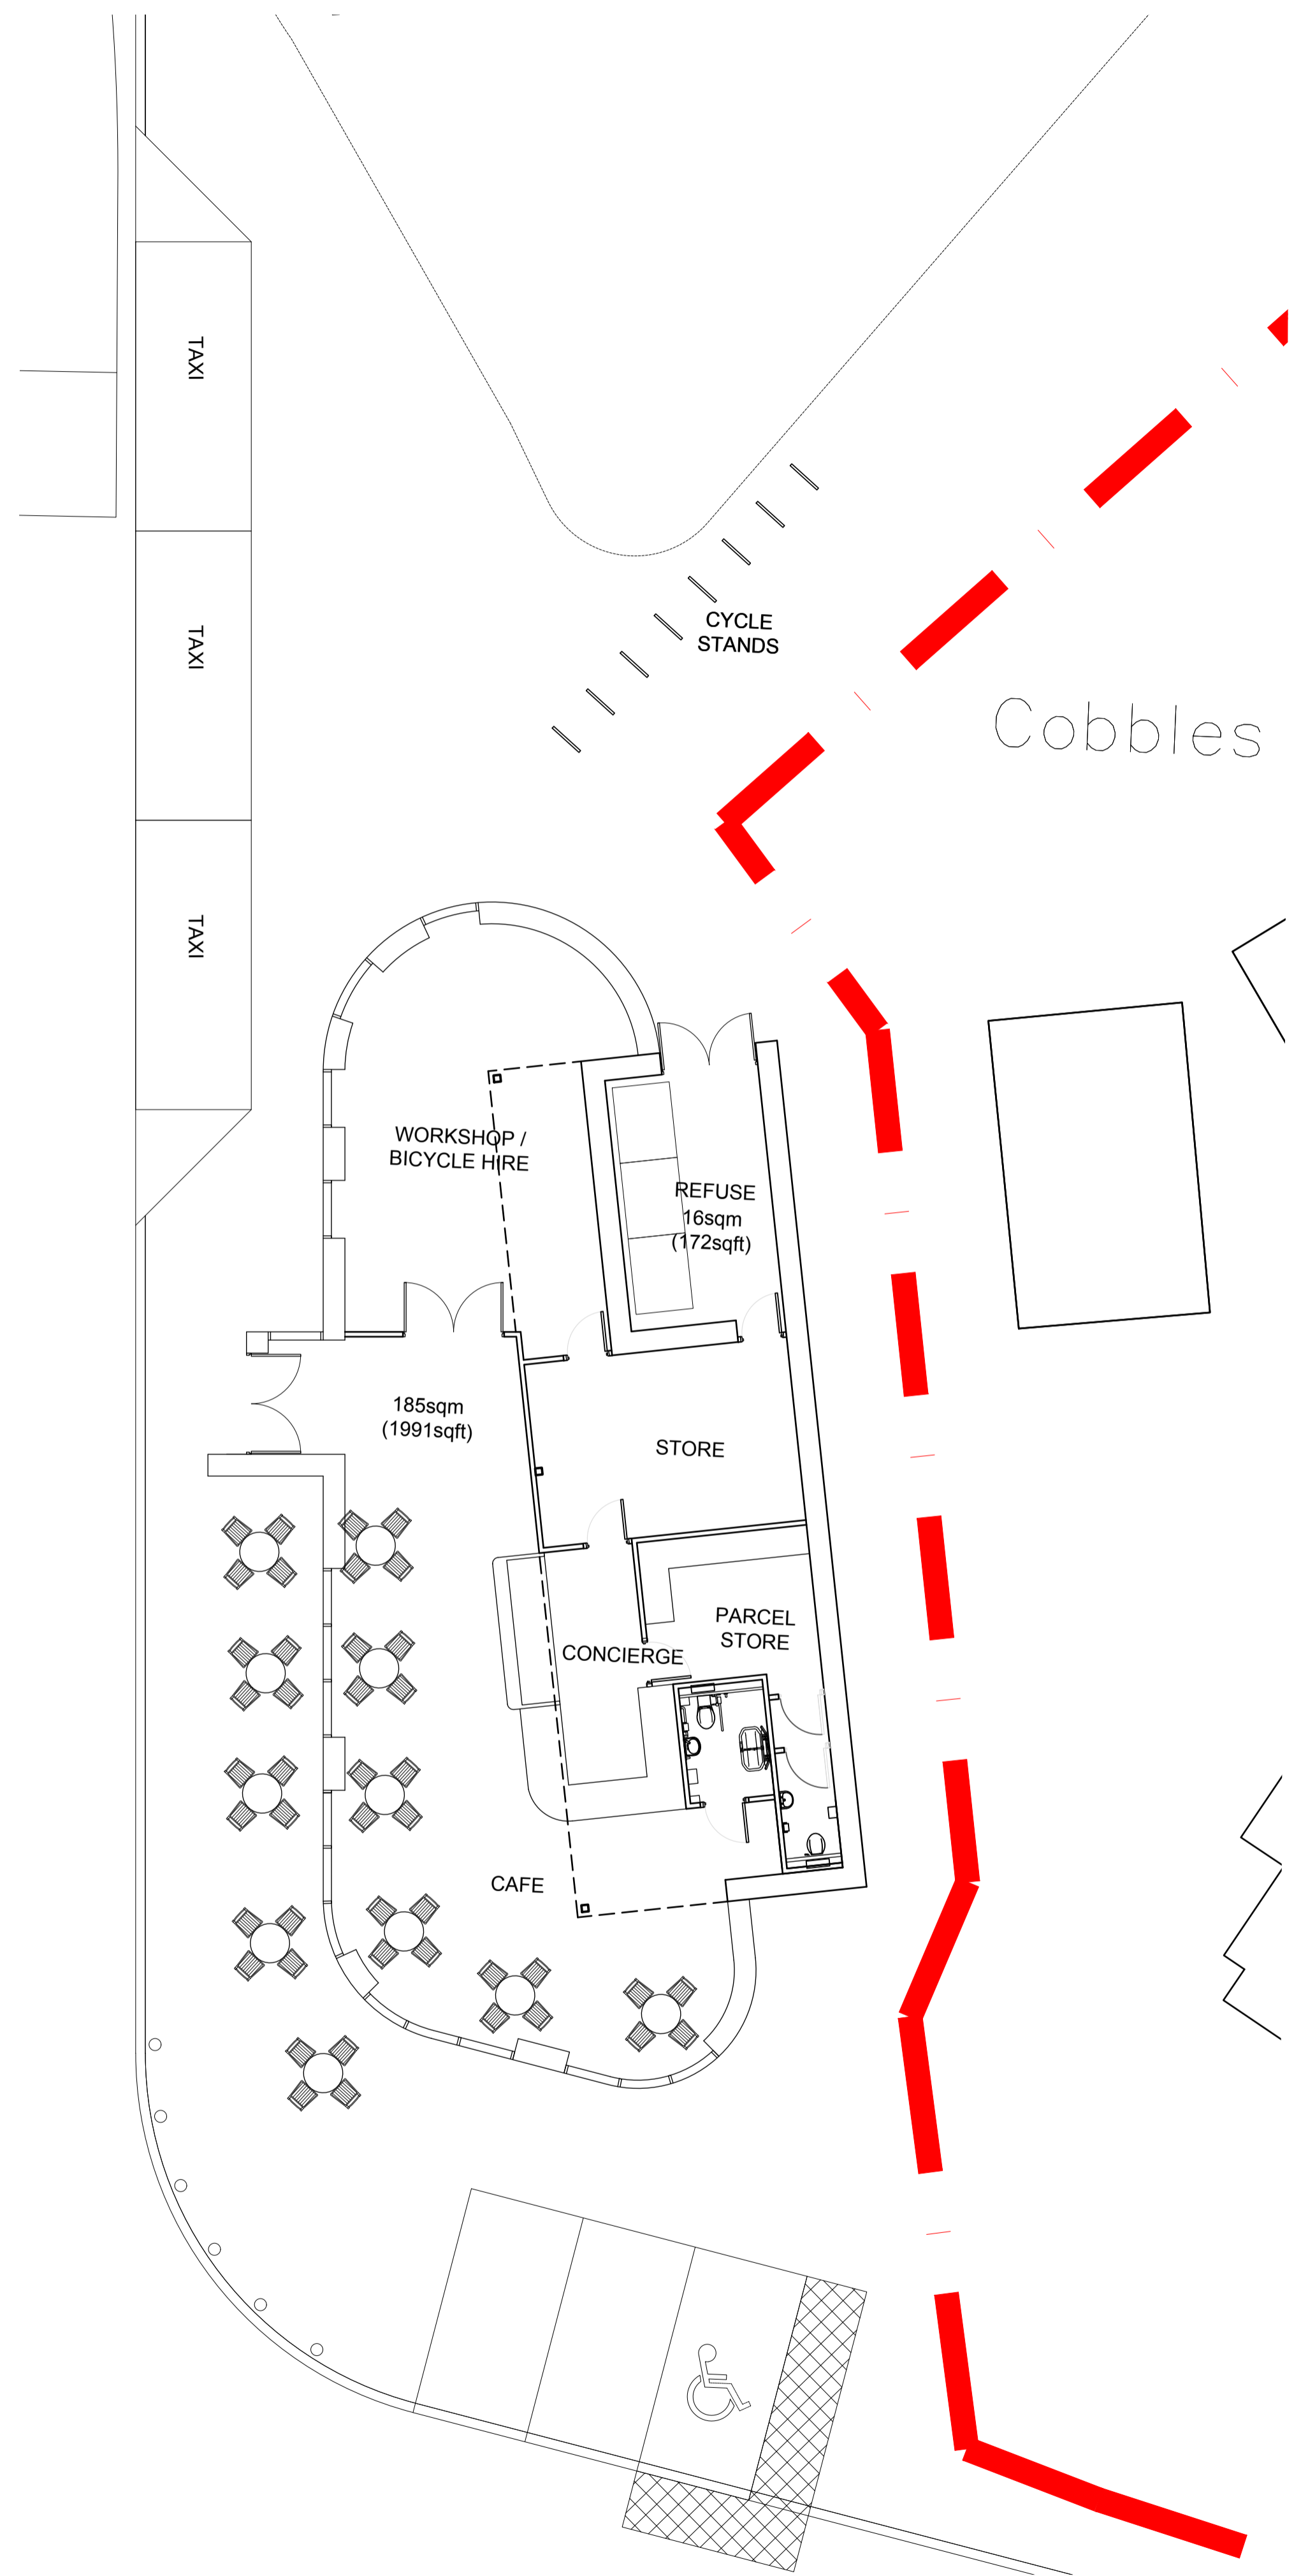 TAXI
CYCLE
STANDS
TAXI
Cobbles
TAXI
WORKSHOP /
BICYCLE HIRE
REFUSE
16sqm
(172sqft)
185sqm
(1991sqft)
STORE
PARCEL
STORE
CONCIERGE
CAFE